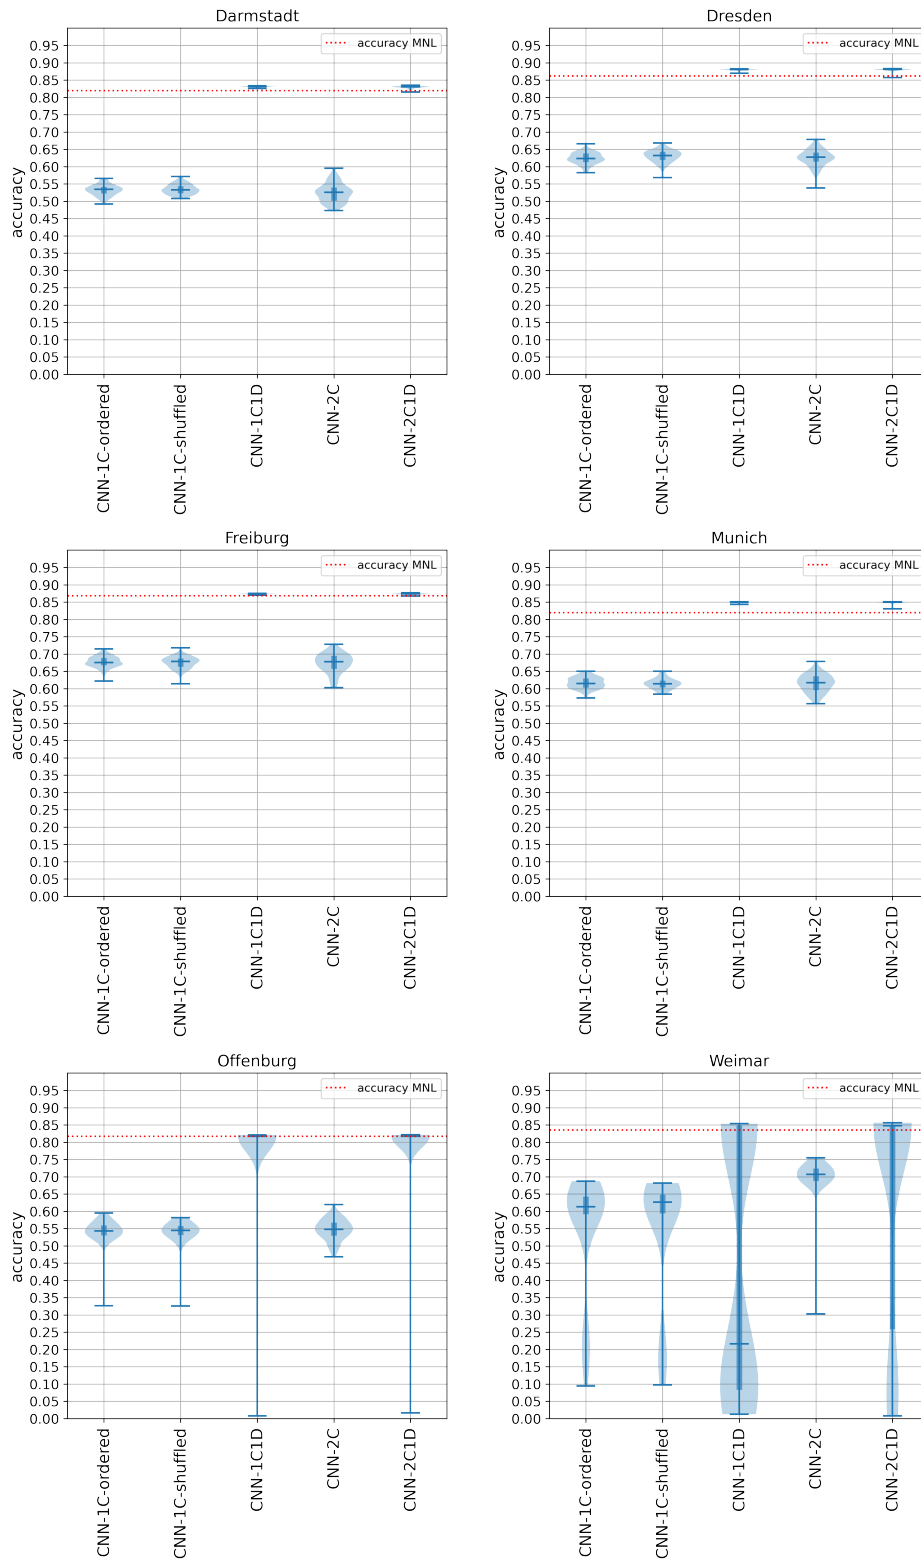 Darmstadt
accuracy MNL
accuracy
0.95
0.90
0.85
0.80
0.75
0.70
0.65
0.60
0.55
0.50
0.45
0.40
0.35
0.30
0.25
0.20
0.15
0.10
0.05
0.00
CNN-1C-ordered
CNN-1C-shuffled
CNN-1C1D
CNN-2C
CNN-2C1D
Dresden
accuracy MNL
accuracy
0.95
0.90
0.85
0.80
0.75
0.70
0.65
0.60
0.55
0.50
0.45
0.40
0.35
0.30
0.25
0.20
0.15
0.10
0.05
0.00
CNN-1C-ordered
CNN-1C-shuffled
CNN-1C1D
CNN-2C
CNN-2C1D
Freiburg
accuracy MNL
accuracy
0.95
0.90
0.85
0.80
0.75
0.70
0.65
0.60
0.55
0.50
0.45
0.40
0.35
0.30
0.25
0.20
0.15
0.10
0.05
0.00
CNN-1C-ordered
CNN-1C-shuffled
CNN-1C1D
CNN-2C
CNN-2C1D
Munich
accuracy MNL
accuracy
0.95
0.90
0.85
0.80
0.75
0.70
0.65
0.60
0.55
0.50
0.45
0.40
0.35
0.30
0.25
0.20
0.15
0.10
0.05
0.00
CNN-1C-ordered
CNN-1C-shuffled
CNN-1C1D
CNN-2C
CNN-2C1D
Offenburg
accuracy MNL
accuracy
0.95
0.90
0.85
0.80
0.75
0.70
0.65
0.60
0.55
0.50
0.45
0.40
0.35
0.30
0.25
0.20
0.15
0.10
0.05
0.00
CNN-1C-ordered
CNN-1C-shuffled
CNN-1C1D
CNN-2C
CNN-2C1D
Weimar
accuracy MNL
accuracy
0.95
0.90
0.85
0.80
0.75
0.70
0.65
0.60
0.55
0.50
0.45
0.40
0.35
0.30
0.25
0.20
0.15
0.10
0.05
0.00
CNN-1C-ordered
CNN-1C-shuffled
CNN-1C1D
CNN-2C
CNN-2C1D